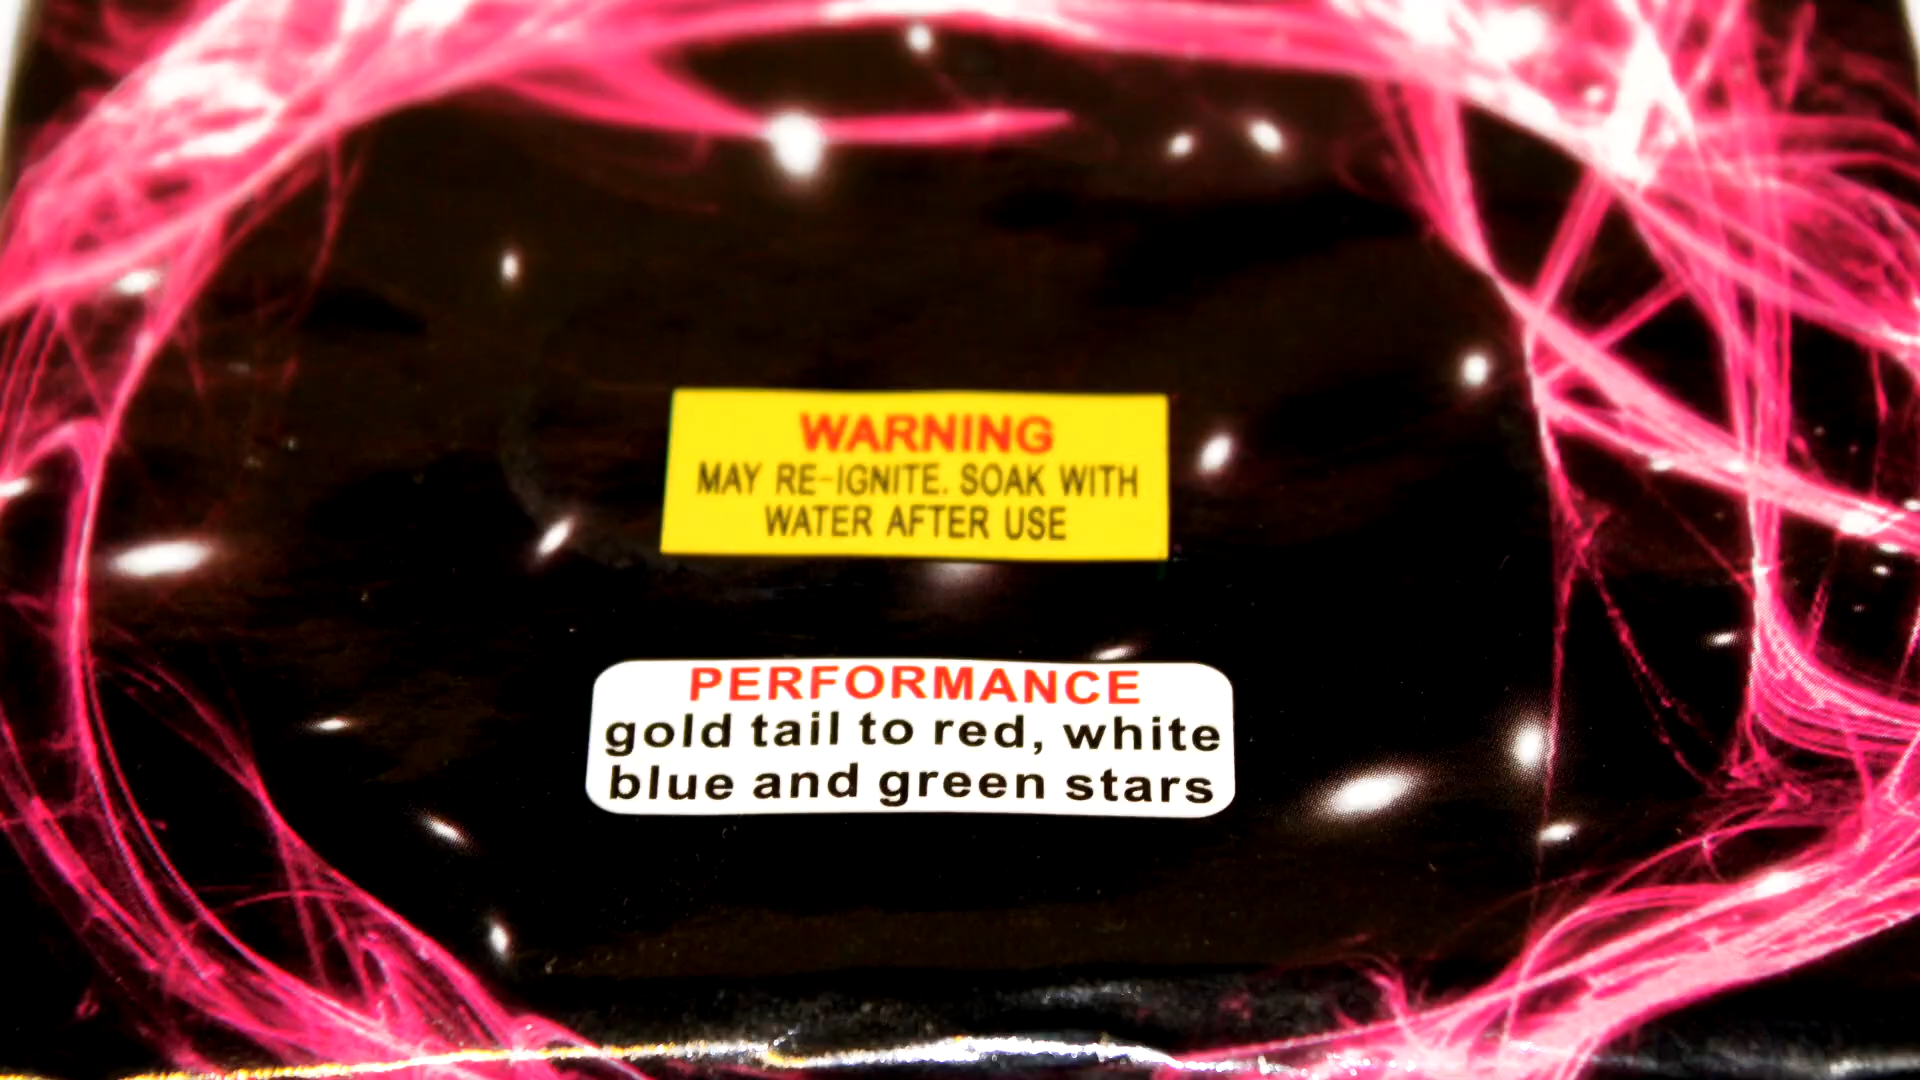 WARNING
MAY RE-IGNITE. SOAK WITH
WATER AFTER USE
PERFORMANCE
gold tail to red, white
blue and green stars